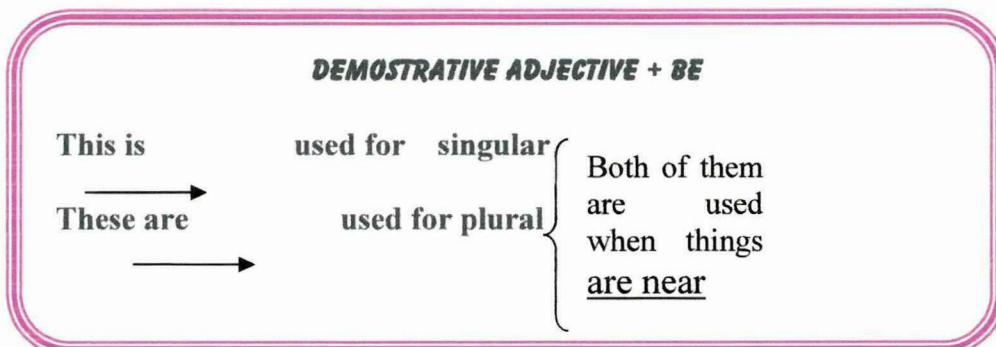 DEMOSTRATIVE ADJECTIVE + BE
This is used for singular
These are used for plural
Both of them
are used
when things
are near